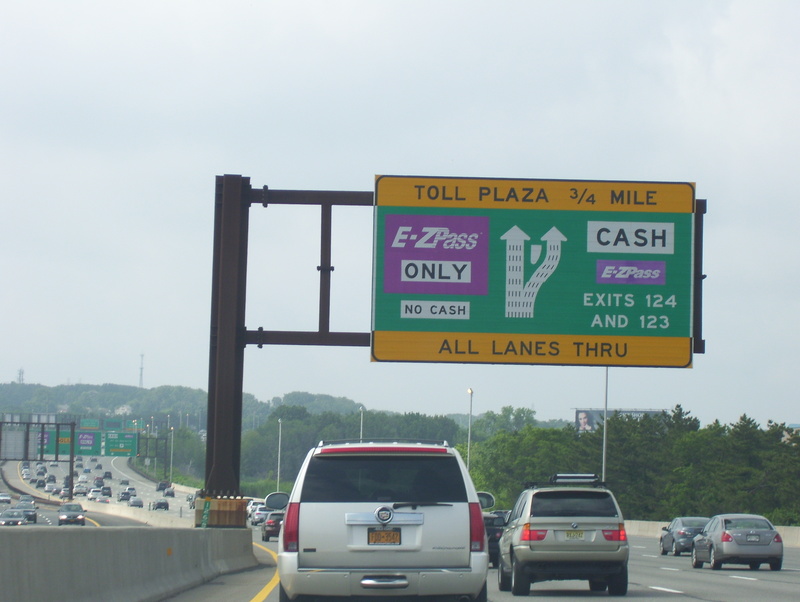 TOLL PLAZA 3/4 MILE
E-ZPass
ONLY
NO CASH
CASH
E-ZPass
EXITS 124
AND 123
ALL LANES THRU